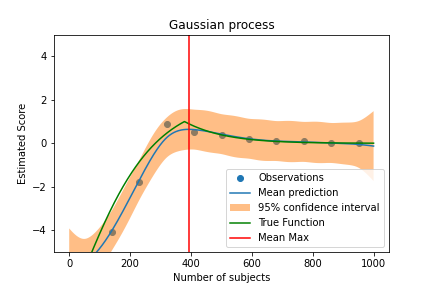 Gaussian process
4
2
0
−2
−4
Estimated Score
Observations
Mean prediction
95% confidence interval
True Function
Mean Max
0 200 400 600 800 1000
Number of subjects